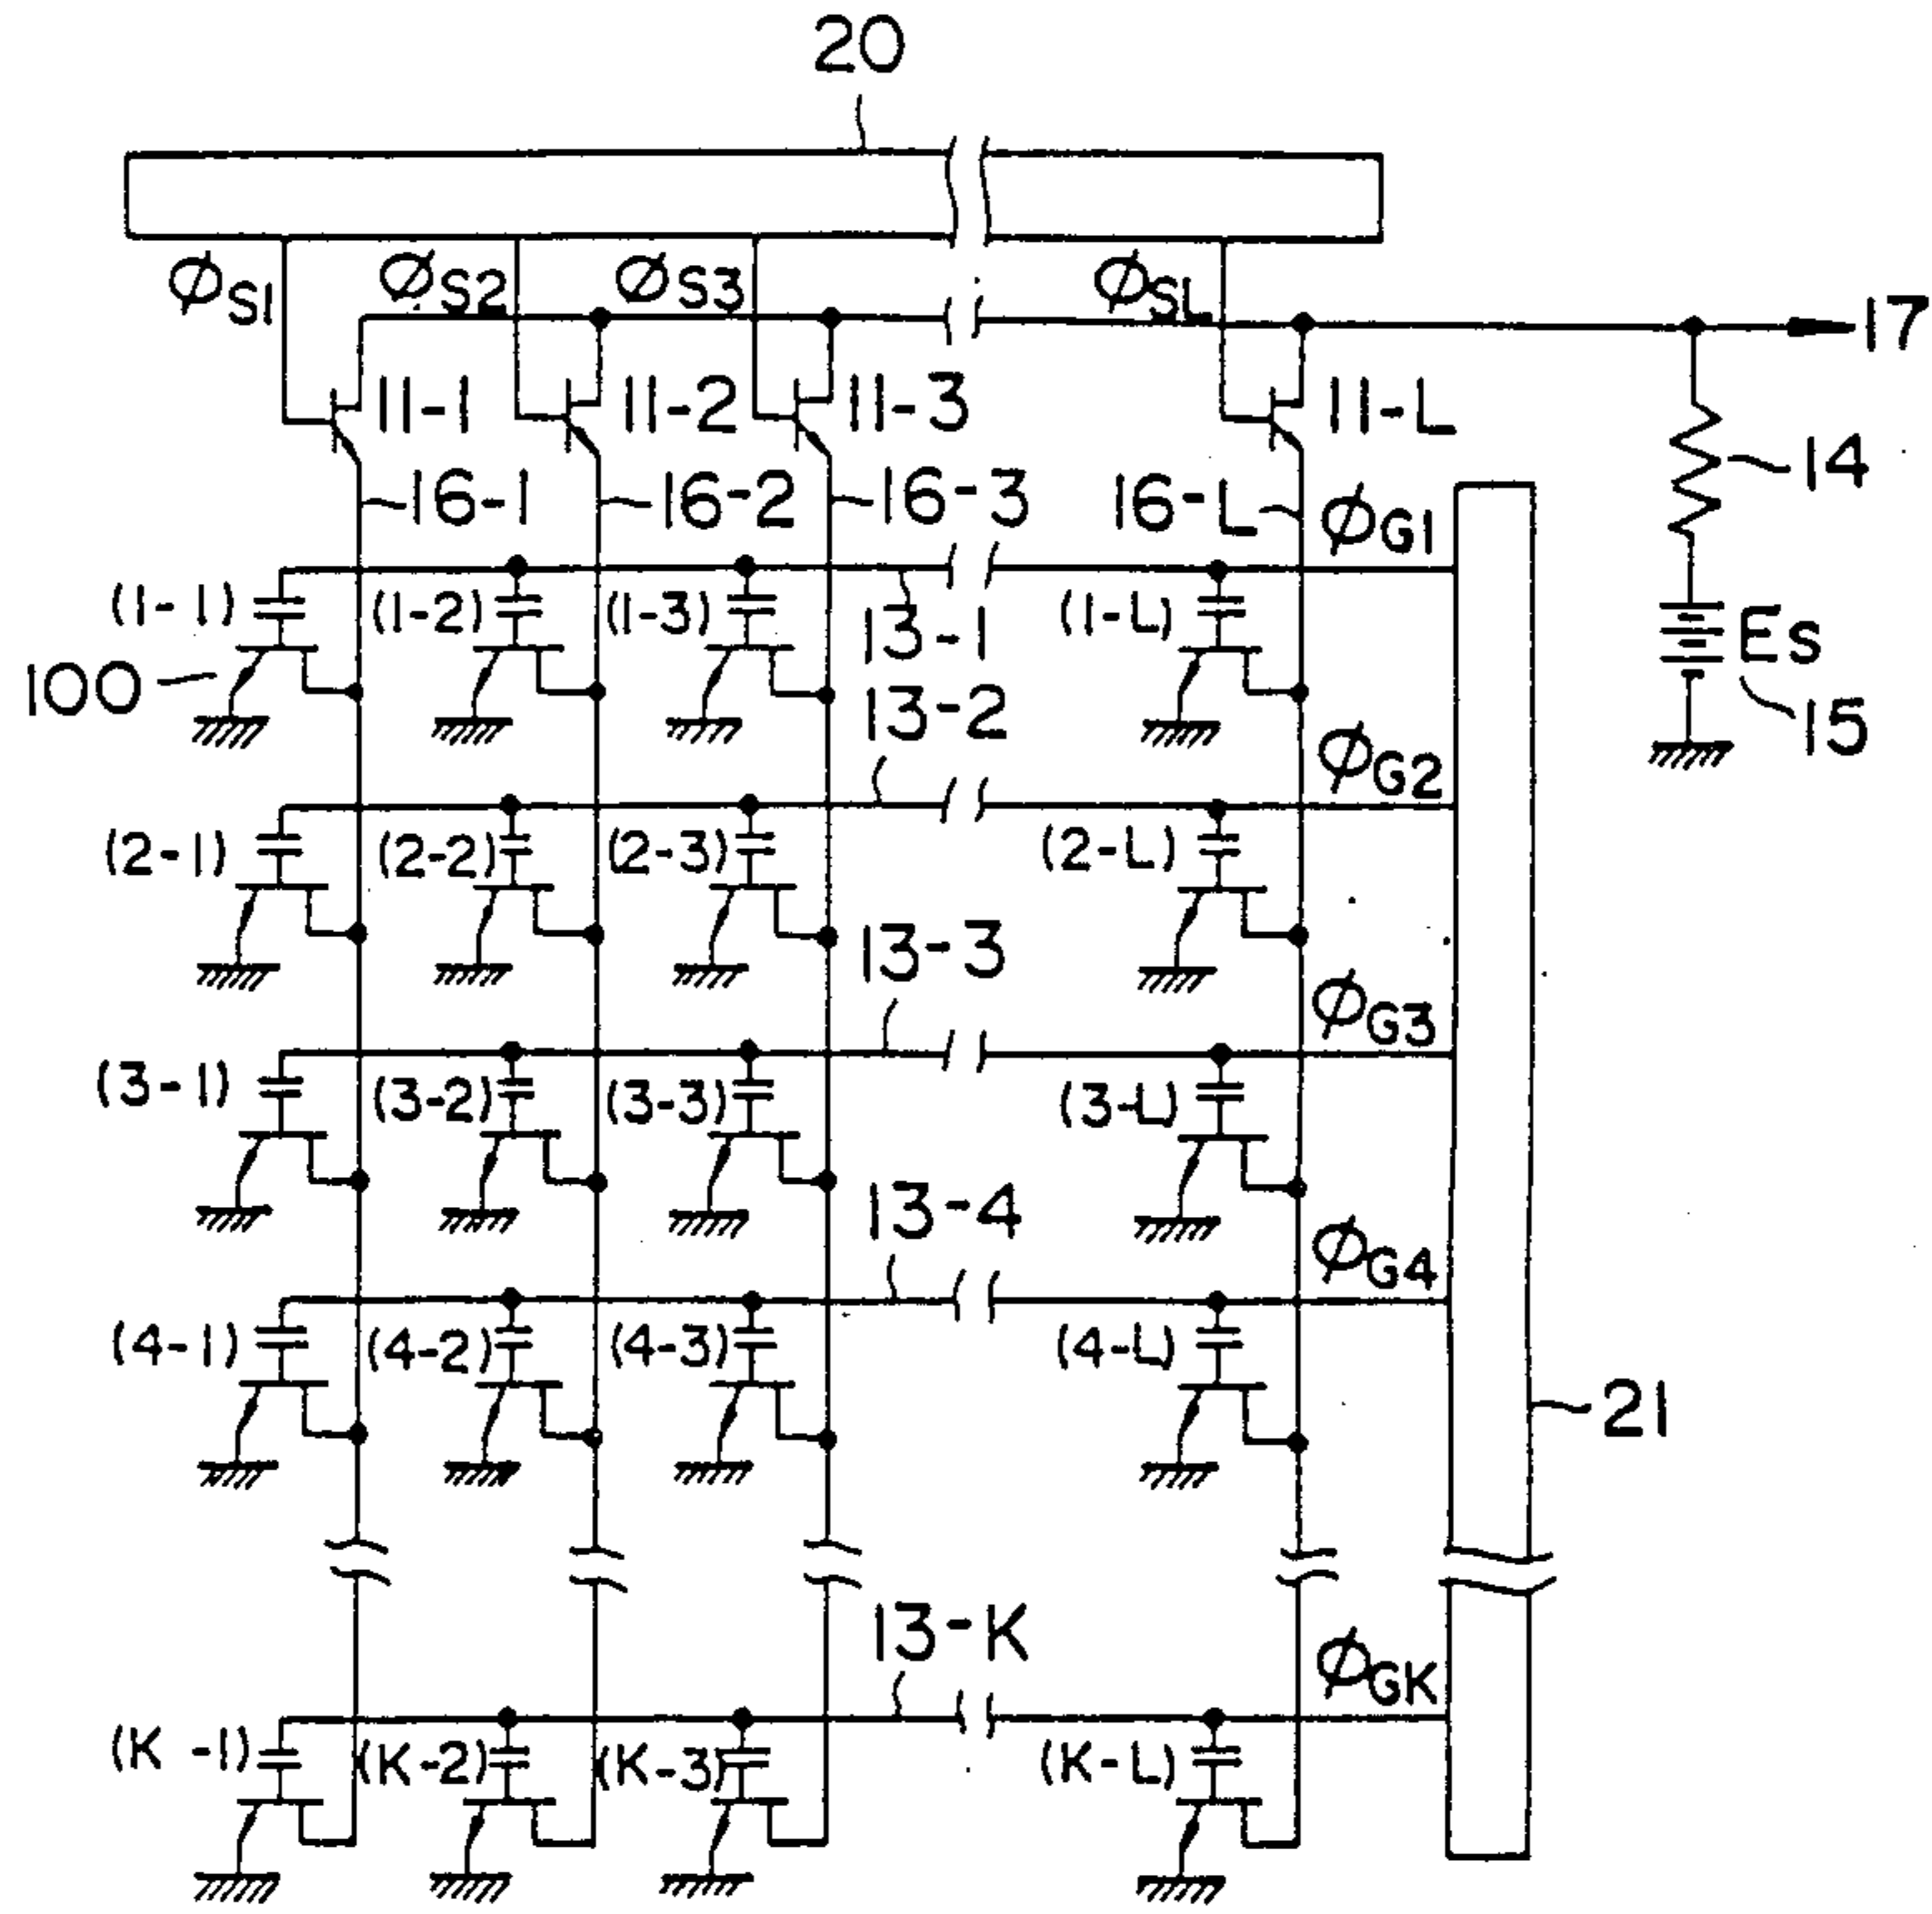 20
ØS1 ØS2 ØS3 ØSL
17
11-1 11-2 11-3 11-L
14
16-1 16-2 16-3 16-L ØG1
(1-1) (1-2) (1-3) 13-1 (1-L)
Es
100
13-2
15
ØG2
(2-1) (2-2) (2-3) (2-L)
13-3
ØG3
(3-1) (3-2) (3-3) (3-L)
13-4
ØG4
(4-1) (4-2) (4-3) (4-L)
21
13-K
ØGK
(K-1) (K-2) (K-3) (K-L)